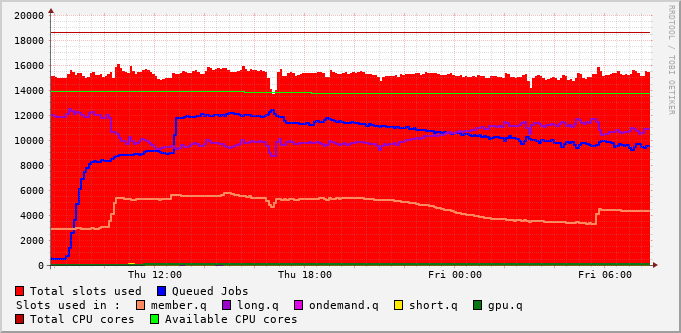 RRDTOOL / TOBI OETIKER
20000
18000
16000
14000
12000
10000
8000
6000
4000
2000
0
Thu 12:00 Thu 18:00 Fri 00:00 Fri 06:00
Total slots used Queued Jobs
Slots used in : member.q long.q ondemand.q short.q gpu.q
Total CPU cores Available CPU cores